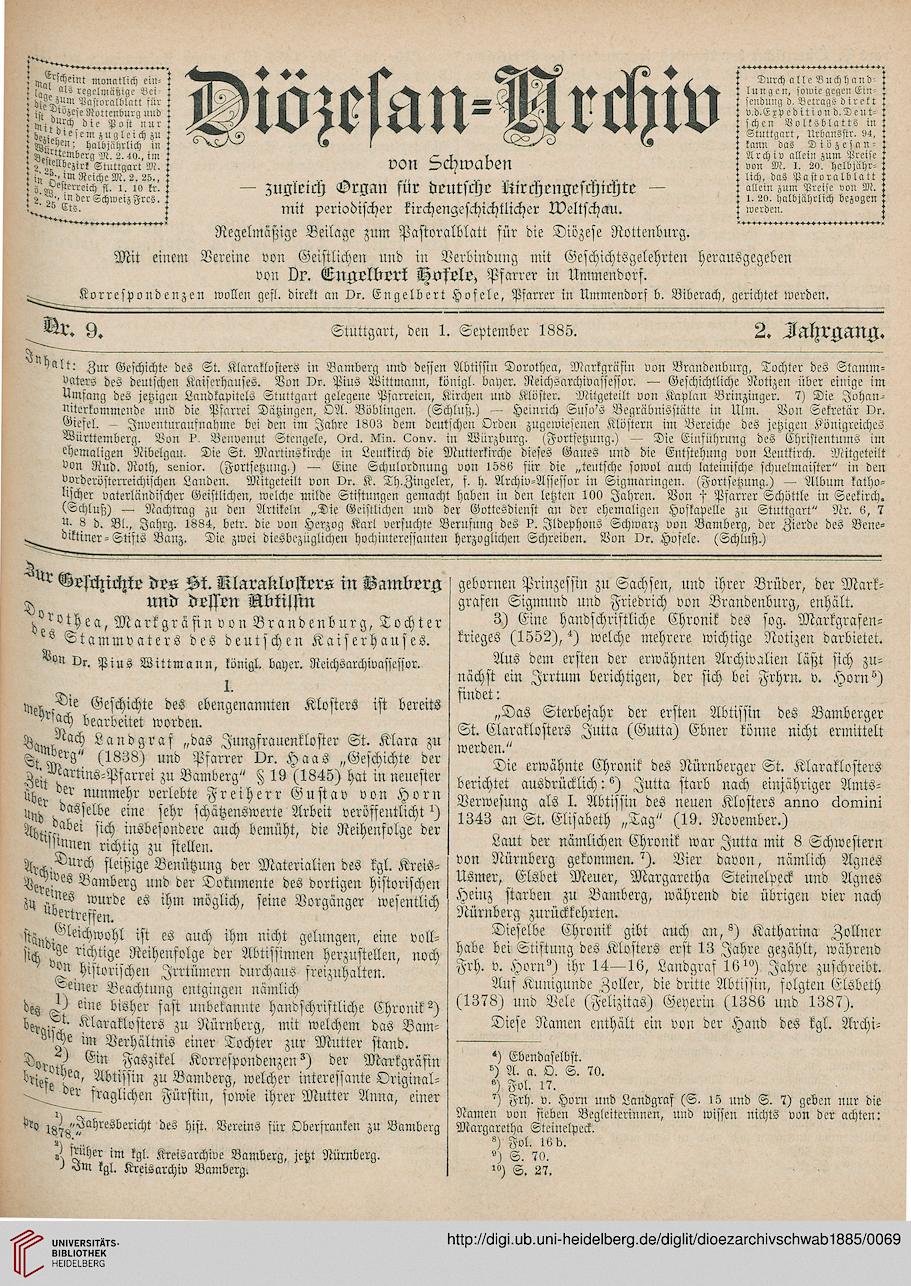 Erscheint monatlich ein-
mal als regelmäßige Bei-
lage zum Pastoralblatt für
die Diözese Rottenburg und
ist durch die Post nur
mit diesem zugleich zu
beziehen; halbjährlich in
Württemberg M. 2. 40., im
Bestellbezirk Stuttgart M.
2. 25., im Reiche M. 2. 25.,
in Oesterreich fl. 1. 10 kr.
ö. W., in der Schweiz Frcs.
2. 25 Cts.
Diözesan-Archiv
von Schwaben
— zugleich Organ für deutsche Kirchengeschichte —
mit periodischer kirchengeschichtlicher Weltschau.
Durch alle Buchhand-
lungen, sowie gegen Ein-
sendung d. Betrags direkt
v. d. Expedition d. Deut-
schen Volksblatts in
Stuttgart, Urbansstr. 94,
kann das Diözesan-
Archiv allein zum Preise
von M. 1. 20. halbjähr-
lich, das Pastoralblatt
allein zum Preise von M.
1. 20. halbjährlich bezogen
werden.
Regelmäßige Beilage zum Pastoralblatt für die Diözese Rottenburg.
Mit einem Vereine von Geistlichen und in Verbindung mit Geschichtsgelehrten herausgegeben
von Dr. Engelbert Hofele, Pfarrer in Ummendorf.
Korrespondenzen wollen gefl. direkt an Dr. Engelbert Hofele, Pfarrer in Ummendorf b. Biberach, gerichtet werden.
Nr. 9.
Stuttgart, den 1. September 1885.
2. Jahrgang.
Inhalt: Zur Geschichte des St. Klaraklosters in Bamberg und dessen Abtissin Dorothea, Markgräfin von Brandenburg, Tochter des Stamm-
vaters des deutschen Kaiserhauses. Von Dr. Pius Wittmann, königl. bayer. Reichsarchivassessor. — Geschichtliche Notizen über einige im
Umfang des jetzigen Landkapitels Stuttgart gelegene Pfarreien, Kirchen und Klöster. Mitgeteilt von Kaplan Brinzinger. 7) Die Johan-
niterkommende und die Pfarrei Dätzingen, OA. Böblingen. (Schluß.) — Heinrich Suso's Begräbnisstätte in Ulm. Von Sekretär Dr.
Giefel. — Inventuraufnahme bei den im Jahre 1803 dem deutschen Orden zugewiesenen Klöstern im Bereiche des jetzigen Königreiches
Württemberg. Von P. Benvenut Stengele, Ord. Min. Conv. in Würzburg. (Fortsetzung.) — Die Einführung des Christentums im
ehemaligen Nibelgau. Die St. Martinskirche in Leutkirch die Mutterkirche dieses Gaues und die Entstehung von Leutkirch. Mitgeteilt
von Rud. Roth, senior. (Fortsetzung.) — Eine Schulordnung von 1586 für die „teutsche sowol auch lateinische schuelmaister“ in den
vorderösterreichischen Landen. Mitgeteilt von Dr. K. Th. Zingeler, f. h. Archiv-Assessor in Sigmaringen. (Fortsetzung.) — Album katho-
lischer vaterländischer Geistlichen, welche milde Stiftungen gemacht haben in den letzten 100 Jahren. Von † Pfarrer Schöttle in Seekirch.
(Schluß) — Nachtrag zu den Artikeln „Die Geistlichen und der Gottesdienst an der ehemaligen Hofkapelle zu Stuttgart“ Nr. 6, 7
u. 8 d. Bl., Jahrg. 1884, betr. die von Herzog Karl versuchte Berufung des P. Ildephons Schwarz von Bamberg, der Zierde des Bene-
diktiner-Stifts Banz. Die zwei diesbezüglichen hochinteressanten herzoglichen Schreiben. Von Dr. Hofele. (Schluß.)
Zur Geschichte des St. Klaraklosters in Bamberg
und dessen Abtissin
Dorothea, Markgräfin von Brandenburg, Tochter
des Stammvaters des deutschen Kaiserhauses.
Von Dr. Pius Wittmann, königl. bayer. Reichsarchivassessor.
I.
Die Geschichte des ebengenannten Klosters ist bereits
mehrfach bearbeitet worden.
Nach Landgraf „das Jungfrauenkloster St. Klara zu
Bamberg“ (1838) und Pfarrer Dr. Haas „Geschichte der
St. Martins-Pfarrei zu Bamberg“ § 19 (1845) hat in neuester
Zeit der nunmehr verlebte Freiherr Gustav von Horn
über dasselbe eine sehr schätzenswerte Arbeit veröffentlicht ¹)
und dabei sich insbesondere auch bemüht, die Reihenfolge der
Abtissinnen richtig zu stellen.
Durch fleißige Benützung der Materialien des kgl. Kreis-
Archives Bamberg und der Dokumente des dortigen historischen
Vereines wurde es ihm möglich, seine Vorgänger wesentlich
zu übertreffen.
Gleichwohl ist es auch ihm nicht gelungen, eine voll-
ständige richtige Reihenfolge der Abtissinnen herzustellen, noch
sich von historischen Irrtümern durchaus freizuhalten.
Seiner Beachtung entgingen nämlich
1) eine bisher fast unbekannte handschriftliche Chronik ²)
des St. Klaraklosters zu Nürnberg, mit welchem das Bam-
bergische im Verhältnis einer Tochter zur Mutter stand.
2) Ein Faszikel Korrespondenzen ³) der Markgräfin
Dorothea, Abtissin zu Bamberg, welcher interessante Original-
briefe der fraglichen Fürstin, sowie ihrer Mutter Anna, einer
¹) „Jahresbericht des hist. Vereins für Oberfranken zu Bamberg
pro 1878.“
²) früher im kgl. Kreisarchive Bamberg, jetzt Nürnberg.
³) Im kgl. Kreisarchiv Bamberg.
gebornen Prinzessin zu Sachsen, und ihrer Brüder, der Mark-
grafen Sigmund und Friedrich von Brandenburg, enhält.
3) Eine handschriftliche Chronik des sog. Markgrafen-
krieges (1552), ⁴) welche mehrere wichtige Notizen darbietet.
Aus dem ersten der erwähnten Archivalien läßt sich zu-
nächst ein Irrtum berichtigen, der sich bei Frhrn. v. Horn ⁵)
findet:
„Das Sterbejahr der ersten Abtissin des Bamberger
St. Claraklosters Jutta (Gutta) Ebner könne nicht ermittelt
werden.“
Die erwähnte Chronik des Nürnberger St. Klaraklosters
berichtet ausdrücklich: ⁶) Jutta starb nach einjähriger Amts-
Verwesung als I. Abtissin des neuen Klosters anno domini
1343 an St. Elisabeth „Tag“ (19. November.)
Laut der nämlichen Chronik war Jutta mit 8 Schwestern
von Nürnberg gekommen. ⁷). Vier davon, nämlich Agnes
Usmer, Elsbet Meuer, Margaretha Steinelpeck und Agnes
Heinz starben zu Bamberg, während die übrigen vier nach
Nürnberg zurückkehrten.
Dieselbe Chronik gibt auch an, ⁸) Katharina Zollner
habe bei Stiftung des Klosters erst 13 Jahre gezählt, während
Frh. v. Horn ⁹) ihr 14—16, Landgraf 16 ¹⁰) Jahre zuschreibt.
Auf Kunigunde Zoller, die dritte Abtissin, folgten Elsbeth
(1378) und Vele (Felizitas) Geyerin (1386 und 1387).
Diese Namen enthält ein von der Hand des kgl. Archi-
⁴) Ebendaselbst.
⁵) A. a. O. S. 70.
⁶) Fol. 17.
⁷) Frh. v. Horn und Landgraf (S. 15 und S. 7) geben nur die
Namen von sieben Begleiterinnen, und wissen nichts von der achten:
Margaretha Steinelpeck.
⁸) Fol. 16 b.
⁹) S. 70.
¹⁰) S. 27.
UNIVERSITÄTS-
BIBLIOTHEK
HEIDELBERG
http://digi.ub.uni-heidelberg.de/diglit/dioezarchivschwab1885/0069